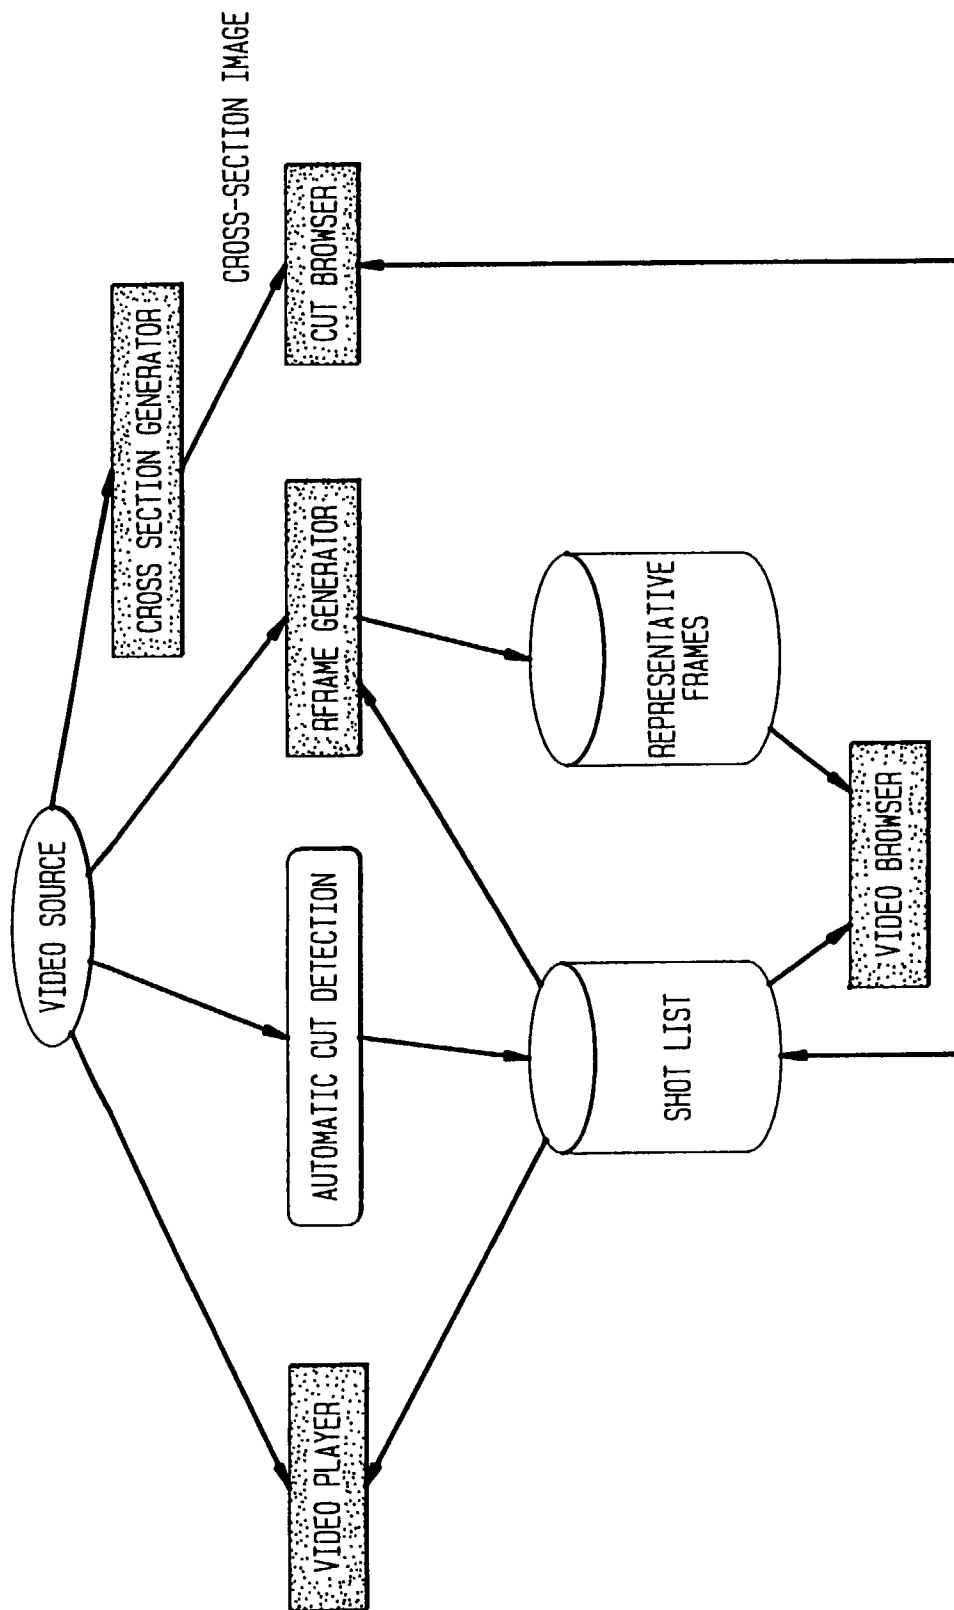 VIDEO SOURCE
CROSS SECTION GENERATOR
CROSS-SECTION IMAGE
VIDEO PLAYER
AUTOMATIC CUT DETECTION
RFRAME GENERATOR
CUT BROWSER
SHOT LIST
REPRESENTATIVE
FRAMES
VIDEO BROWSER